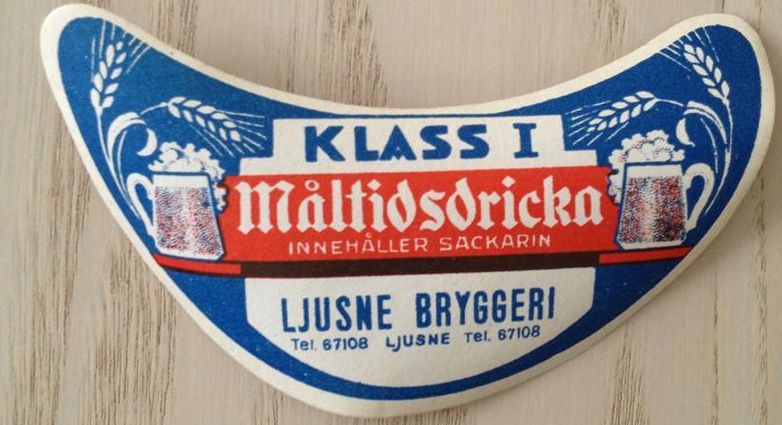 KLASS I
Måltidsdricka
INNEHÅLLER SACKARIN
LJUSNE BRYGGERI
Tel. 67108 LJUSNE Tel. 67108